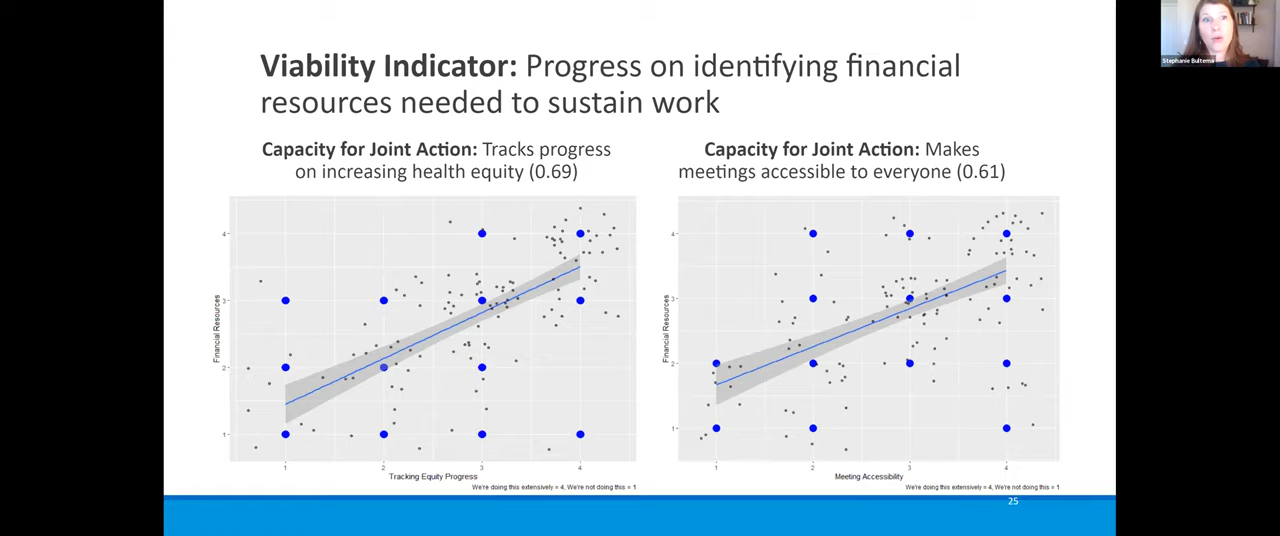 Stephanie Bultema
Viability Indicator: Progress on identifying financial
resources needed to sustain work
Capacity for Joint Action: Tracks progress
on increasing health equity (0.69)
Capacity for Joint Action: Makes
meetings accessible to everyone (0.61)
Financial Resources
4
3
2
1
1
2
3
4
Tracking Equity Progress
We're doing this extensively = 4, We're not doing this = 1
Financial Resources
4
3
2
1
1
2
3
4
Meeting Accessibility
We're doing this extensively = 4, We're not doing this = 1
25